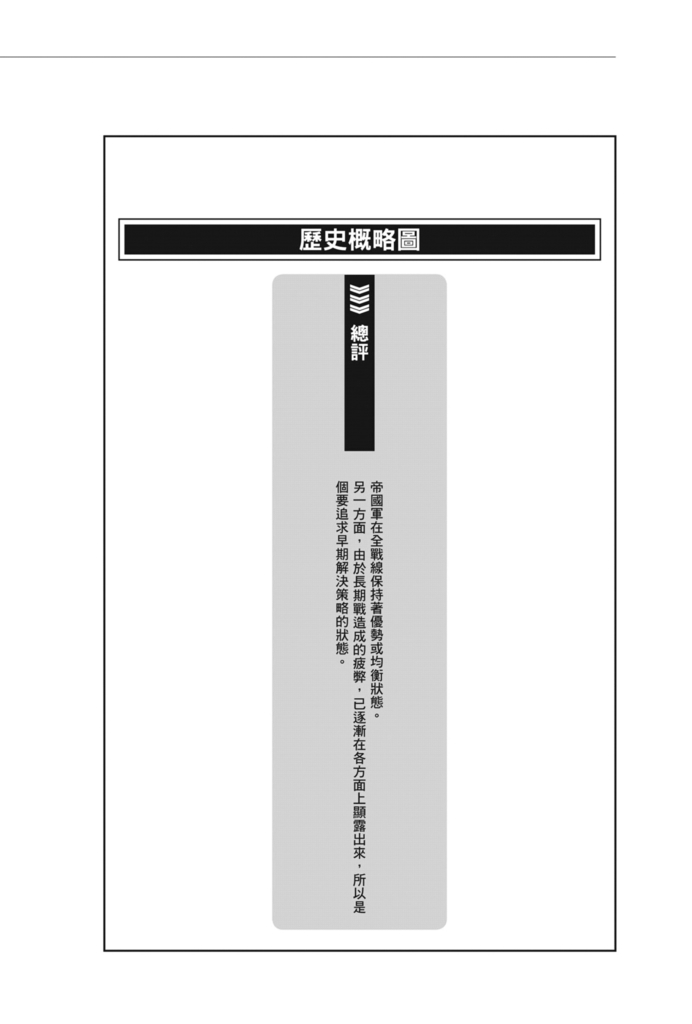 歷史概略圖
總評
帝國軍在全戰線保持著優勢或均衡狀態。
另一方面，由於長期戰造成的疲弊，已逐漸在各方面上顯露出來，所以是
個要追求早期解決策略的狀態。